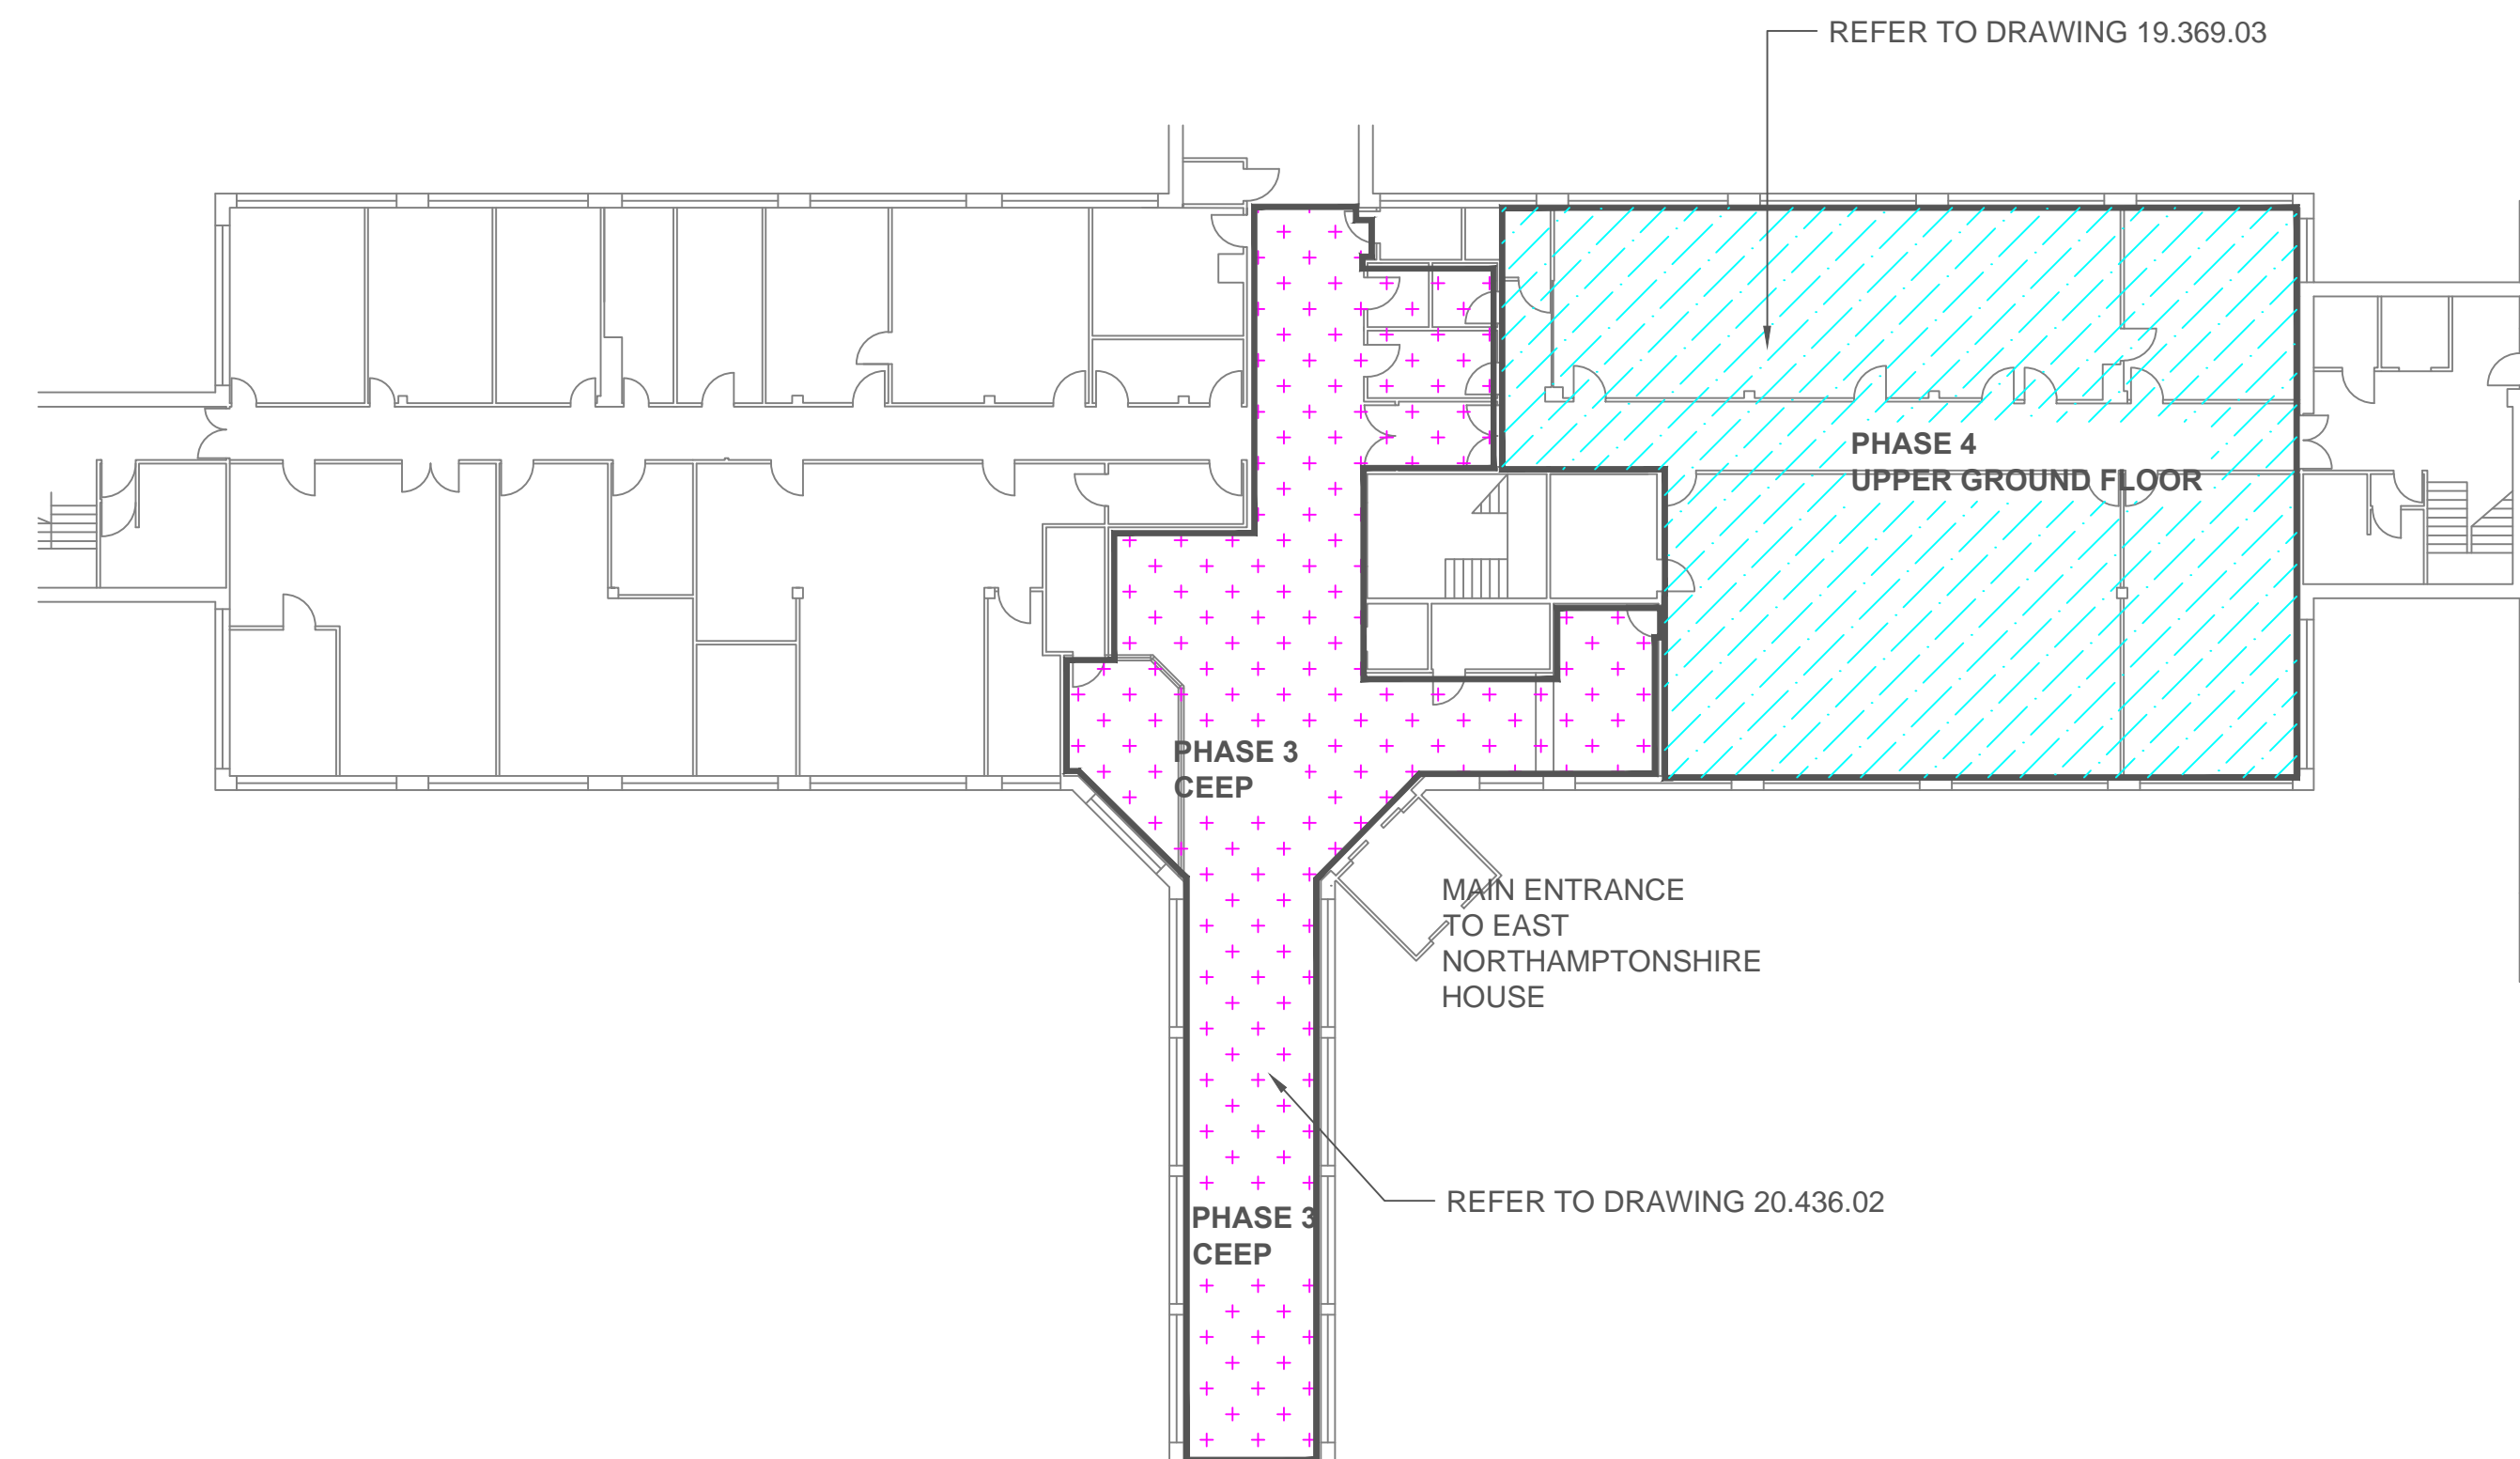 REFER TO DRAWING 19.369.03
PHASE 4
UPPER GROUND FLOOR
PHASE 3
CEEP
MAIN ENTRANCE
TO EAST
NORTHAMPTONSHIRE
HOUSE
REFER TO DRAWING 20.436.02
PHASE 3
CEEP